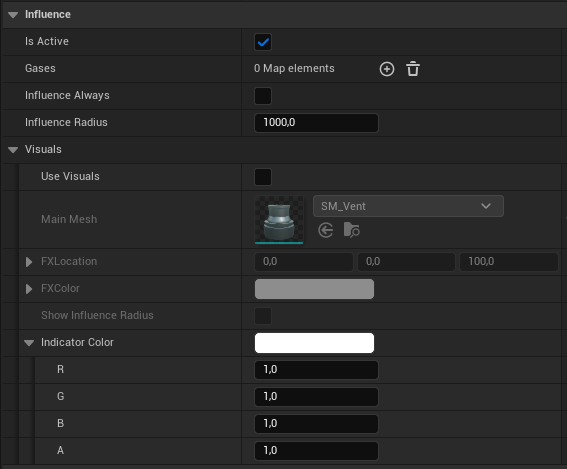 Influence
Is Active
Gases 0 Map elements
Influence Always
Influence Radius 1000,0
Visuals
Use Visuals
Main Mesh SM_Vent
FXLocation 0,0 0,0 100,0
FXColor
Show Influence Radius
Indicator Color
R 1,0
G 1,0
B 1,0
A 1,0